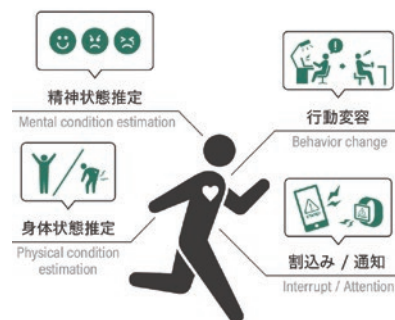 精神状態推定
Mental condition estimation
行動変容
Behavior change
身体状態推定
Physical condition
estimation
割込み / 通知
Interrupt / Attention